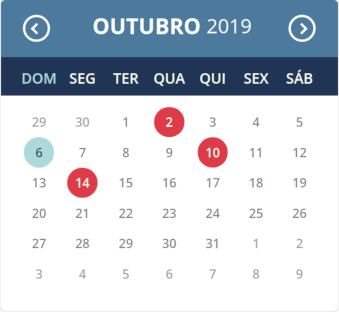 OUTUBRO 2019
DOM SEG TER QUA QUI SEX SÁB
29 30 1 2 3 4 5
6 7 8 9 10 11 12
13 14 15 16 17 18 19
20 21 22 23 24 25 26
27 28 29 30 31 1 2
3 4 5 6 7 8 9